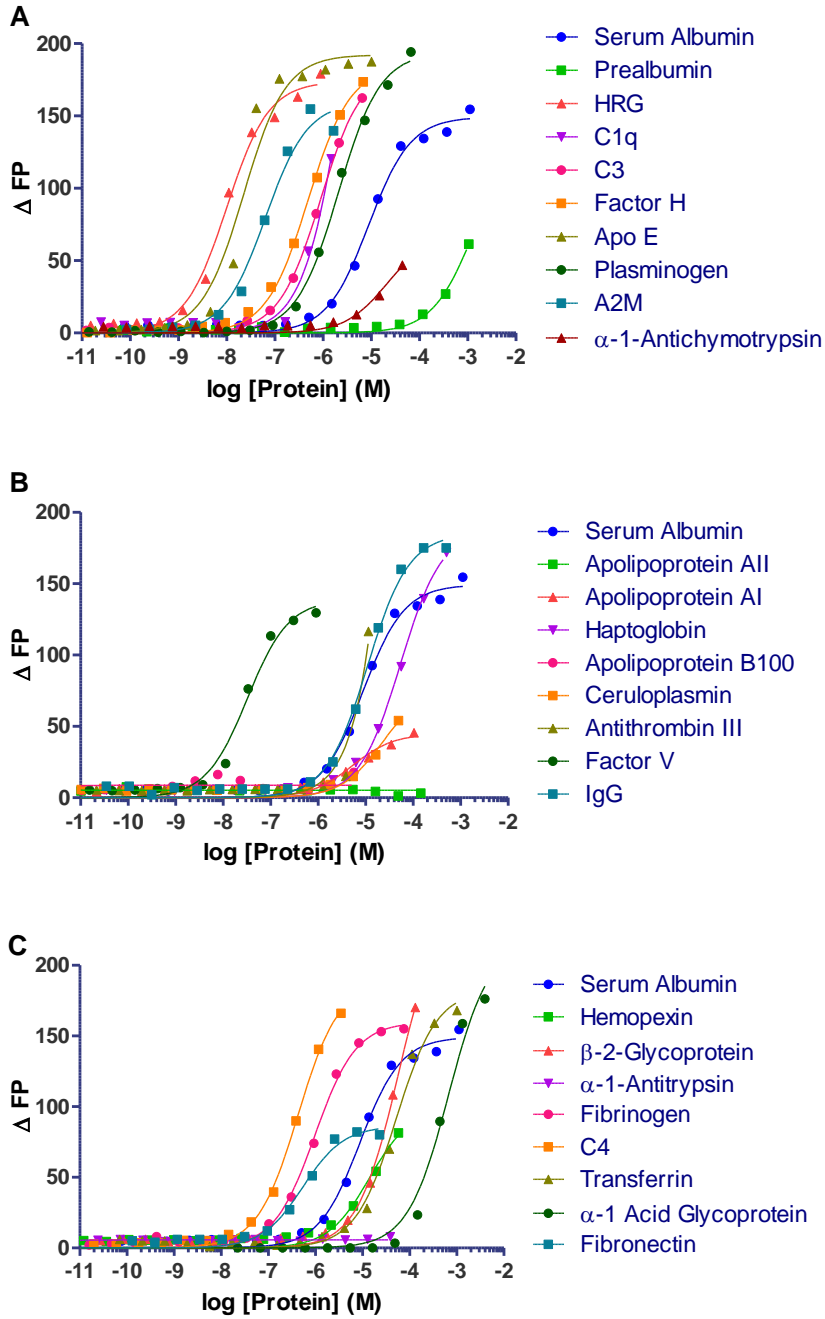 A
200
150
100
50
0
Δ FP
-11 -10 -9 -8 -7 -6 -5 -4 -3 -2
log [Protein] (M)
Serum Albumin
Prealbumin
HRG
C1q
C3
Factor H
Apo E
Plasminogen
A2M
α-1-Antichymotrypsin
B
200
150
100
50
0
Δ FP
-11 -10 -9 -8 -7 -6 -5 -4 -3 -2
log [Protein] (M)
Serum Albumin
Apolipoprotein AII
Apolipoprotein AI
Haptoglobin
Apolipoprotein B100
Ceruloplasmin
Antithrombin III
Factor V
IgG
C
200
150
100
50
0
Δ FP
-11 -10 -9 -8 -7 -6 -5 -4 -3 -2
log [Protein] (M)
Serum Albumin
Hemopexin
β-2-Glycoprotein
α-1-Antitrypsin
Fibrinogen
C4
Transferrin
α-1 Acid Glycoprotein
Fibronectin